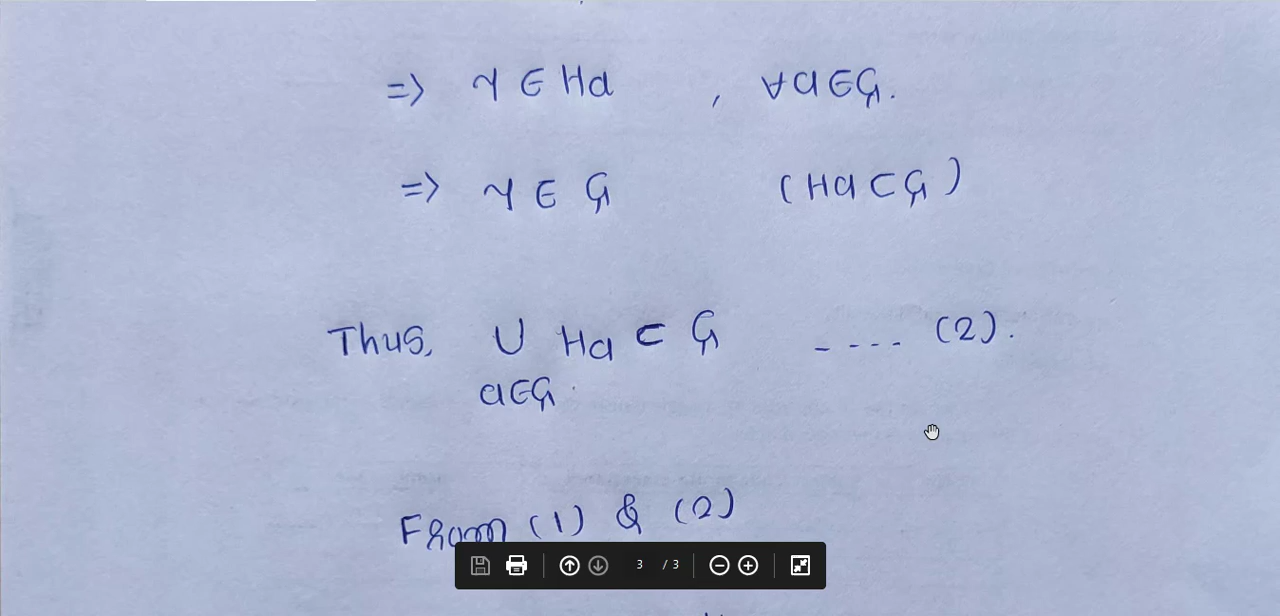 => y ∈ Ha , ∀a∈G.
=> y ∈ G (Ha ⊂ G)
Thus, ∪ Ha ⊂ G ---- (2).
a∈G
From (1) & (2)
3 / 3